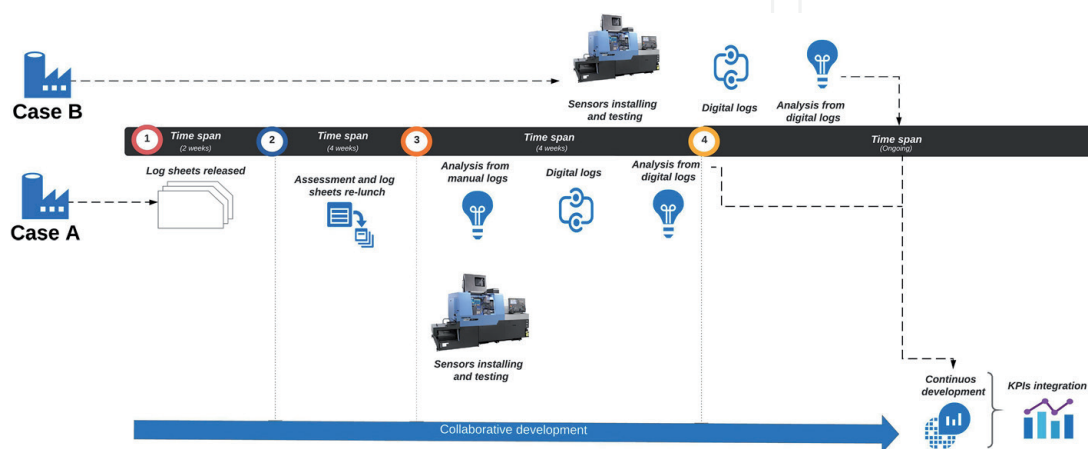 Case B
Sensors installing
and testing
Digital logs
Analysis from
digital logs
1
Time span
(2 weeks)
2
Time span
(4 weeks)
3
Time span
(4 weeks)
4
Time span
(Ongoing)
Log sheets released
Case A
Assessment and log
sheets re-lunch
Analysis from
manual logs
Digital logs
Analysis from
digital logs
Sensors installing
and testing
Continuos
development
KPIs integration
Collaborative development